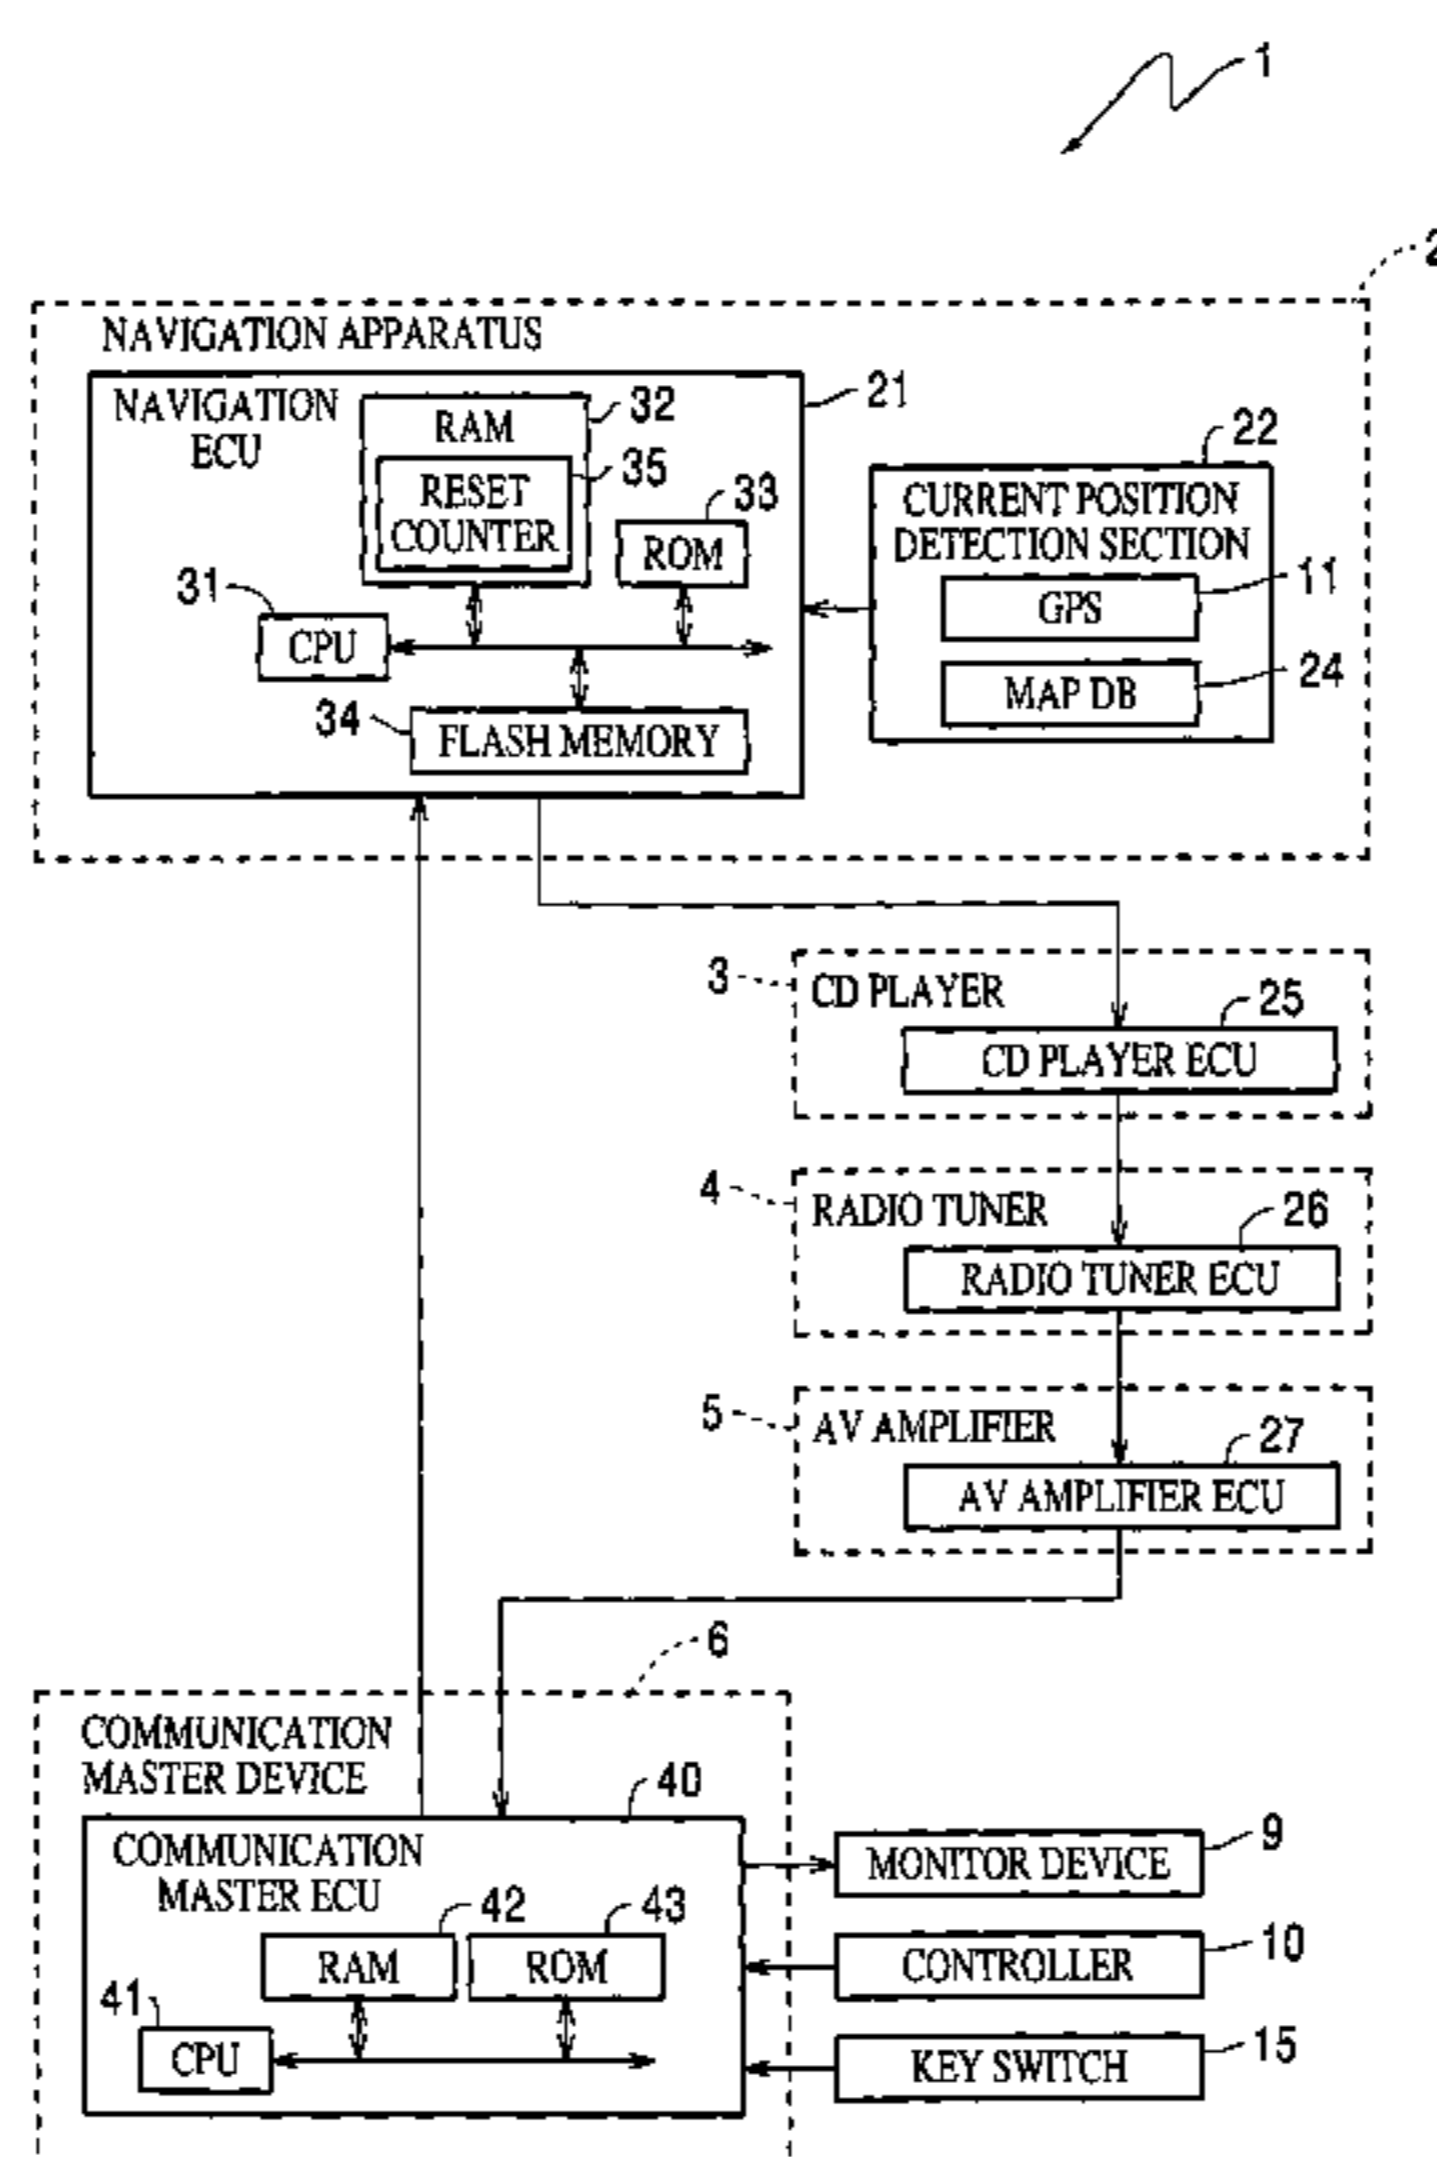 1
2
NAVIGATION APPARATUS
NAVIGATION
ECU
RAM
32
RESET
COUNTER
35
33
ROM
21
31
CPU
34
FLASH MEMORY
22
CURRENT POSITION
DETECTION SECTION
GPS
11
MAP DB
24
3
CD PLAYER
25
CD PLAYER ECU
4
RADIO TUNER
26
RADIO TUNER ECU
5
AV AMPLIFIER
27
AV AMPLIFIER ECU
6
COMMUNICATION
MASTER DEVICE
40
COMMUNICATION
MASTER ECU
42
43
RAM
ROM
41
CPU
MONITOR DEVICE
9
CONTROLLER
10
KEY SWITCH
15